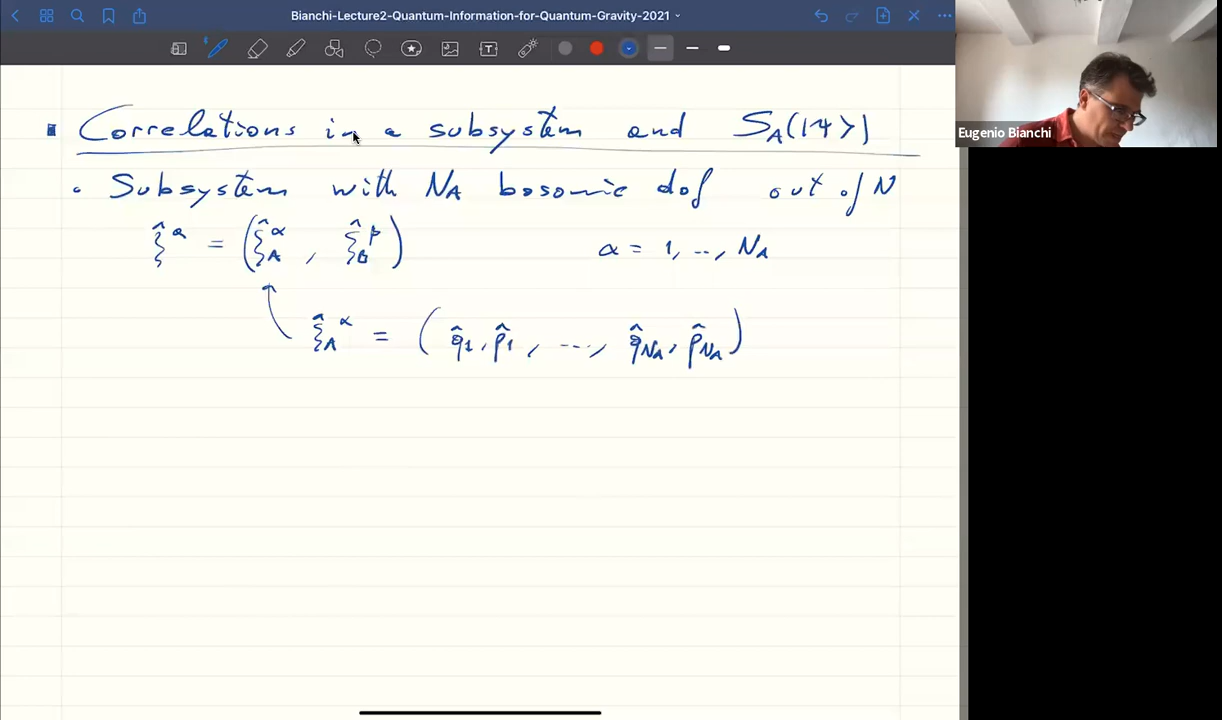 Bianchi-Lecture2-Quantum-Information-for-Quantum-Gravity-2021
Eugenio Bianchi
Correlations in a subsystem and S_A(|ψ>)
Subsystem with N_A bosonic dof out of N
ξ̂^a = (ξ̂_A^α, ξ̂_B^β) α = 1, .., N_A
ξ̂_A^α = (q̂_1, p̂_1, ..., q̂_{N_A}, p̂_{N_A})